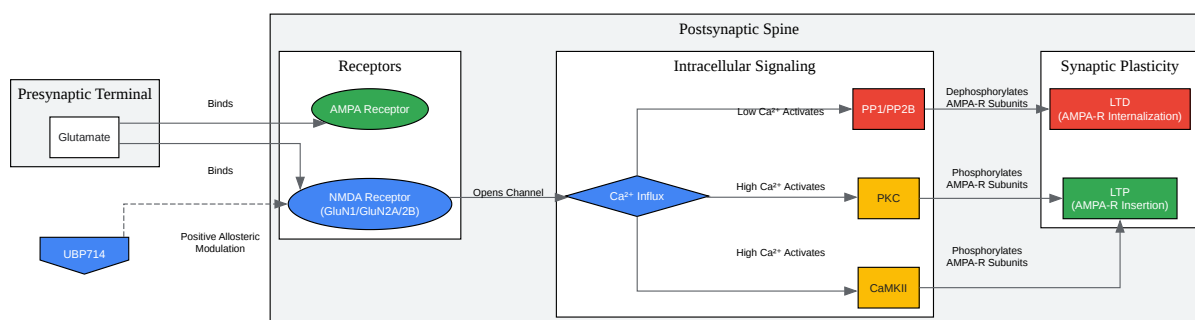 Postsynaptic Spine
Presynaptic Terminal
Glutamate
Binds
Binds
UBP714
Positive Allosteric
Modulation
Receptors
AMPA Receptor
NMDA Receptor
(GluN1/GluN2A/2B)
Opens Channel
Intracellular Signaling
Ca²⁺ Influx
Low Ca²⁺ Activates
PP1/PP2B
High Ca²⁺ Activates
PKC
High Ca²⁺ Activates
CaMKII
Dephosphorylates
AMPA-R Subunits
Phosphorylates
AMPA-R Subunits
Phosphorylates
AMPA-R Subunits
Synaptic Plasticity
LTD
(AMPA-R Internalization)
LTP
(AMPA-R Insertion)